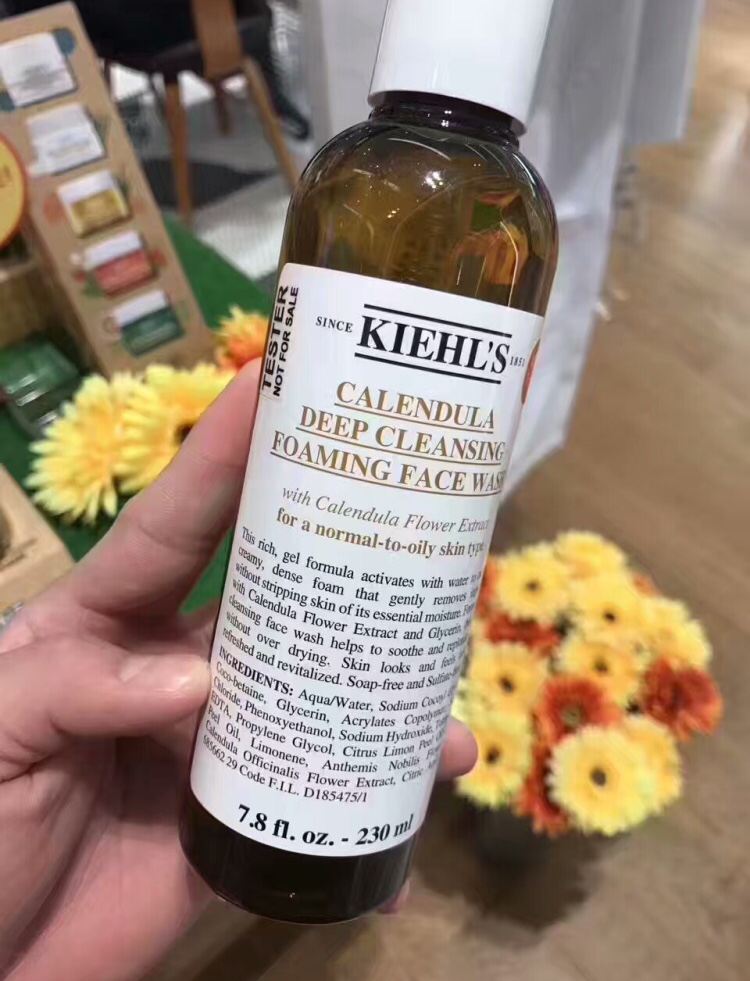 TESTER
NOT FOR SALE
SINCE KIEHL'S 1851
CALENDULA
DEEP CLEANSING
FOAMING FACE WAS
with Calendula Flower Extract
for a normal-to-oily skin type
This rich, gel formula activates with water to
creamy, dense foam that gently removes
without stripping skin of its essential moisture.
with Calendula Flower Extract and Glycerin,
cleansing face wash helps to soothe and
without over drying. Skin looks and feels
refreshed and revitalized. Soap-free and
INGREDIENTS: Aqua/Water, Sodium
Coco-betaine, Glycerin, Acrylates
Chloride, Phenoxyethanol, Sodium Hydroxide,
EDTA, Propylene Glycol, Citrus Limon Peel
Peel Oil, Limonene, Anthemis Nobilis
Calendula Officinalis Flower Extract, Citric
685662 29 Code F.I.L. D185475/1
7.8 fl. oz. - 230 ml